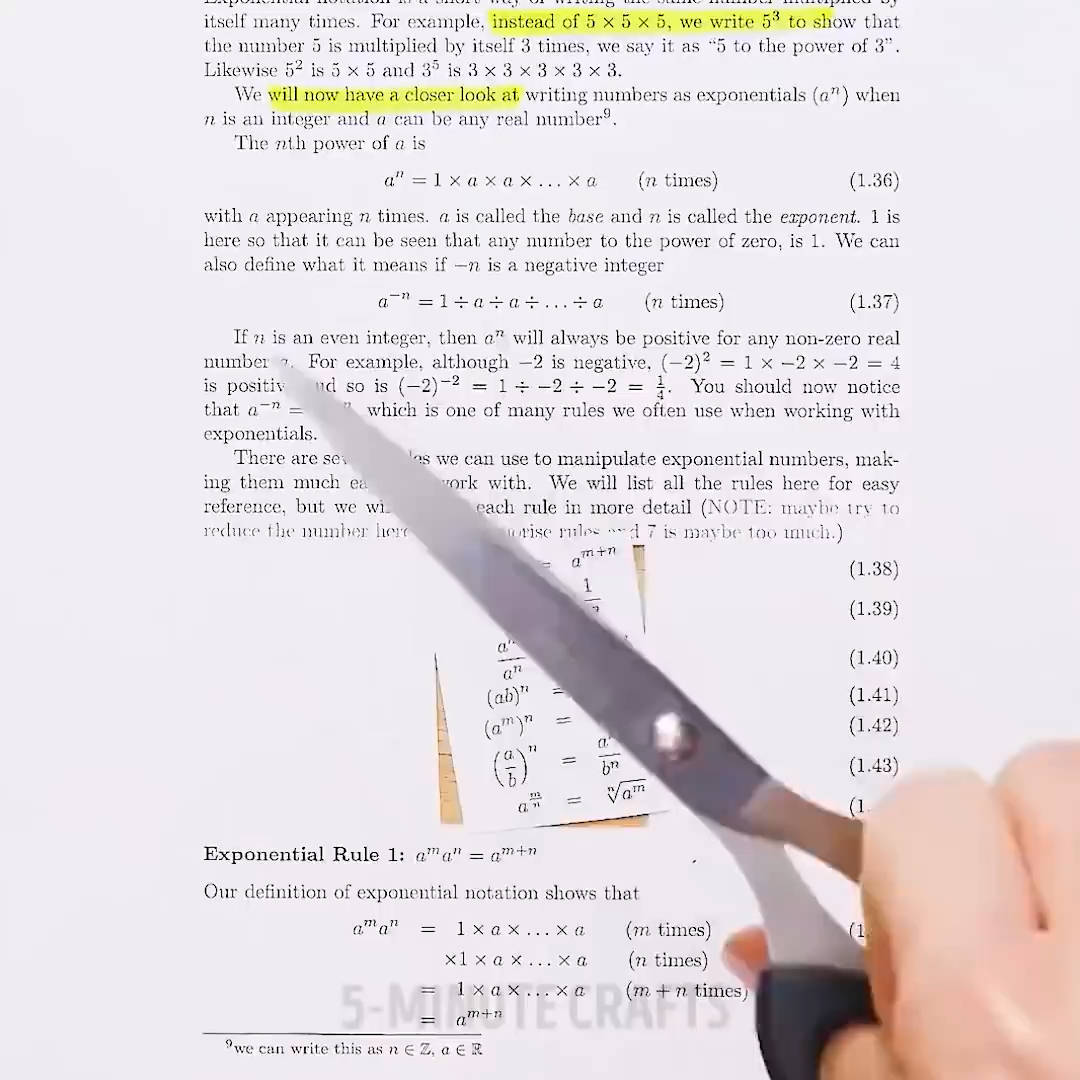 itself many times. For example, instead of 5 × 5 × 5, we write 5³ to show that
the number 5 is multiplied by itself 3 times, we say it as “5 to the power of 3”.
Likewise 5² is 5 × 5 and 3⁵ is 3 × 3 × 3 × 3 × 3.
We will now have a closer look at writing numbers as exponentials (aⁿ) when
n is an integer and a can be any real number⁹.
The nth power of a is
aⁿ = 1 × a × a × . . . × a (n times) (1.36)
with a appearing n times. a is called the base and n is called the exponent. 1 is
here so that it can be seen that any number to the power of zero, is 1. We can
also define what it means if −n is a negative integer
a⁻ⁿ = 1 ÷ a ÷ a ÷ . . . ÷ a (n times) (1.37)
If n is an even integer, then aⁿ will always be positive for any non-zero real
number a. For example, although −2 is negative, (−2)² = 1 × −2 × −2 = 4
is so is (−2)⁻² = 1 ÷ −2 ÷ −2 = 1/4. You should now notice
that a⁻ⁿ = which is one of many rules we often use when working with
exponentials.
There are we can use to manipulate exponential numbers, mak-
ing them much with. We will list all the rules here for easy
reference, but we each rule in more detail (NOTE: maybe try to
reduce the number here rules 7 is maybe too much.)
= aᵐ⁺ⁿ (1.38)
1 (1.39)
aⁿ (1.40)
(ab)ⁿ = (1.41)
(aᵐ)ⁿ = (1.42)
(a/b)ⁿ = aⁿ/bⁿ (1.43)
a^(m/n) = ⁿ√aᵐ
Exponential Rule 1: aᵐaⁿ = aᵐ⁺ⁿ
Our definition of exponential notation shows that
aᵐaⁿ = 1 × a × . . . × a (m times)
×1 × a × . . . × a (n times)
= 1 × a × . . . × a (m + n times)
= aᵐ⁺ⁿ
5-MINUTE CRAFTS
⁹we can write this as n ∈ ℤ, a ∈ ℝ